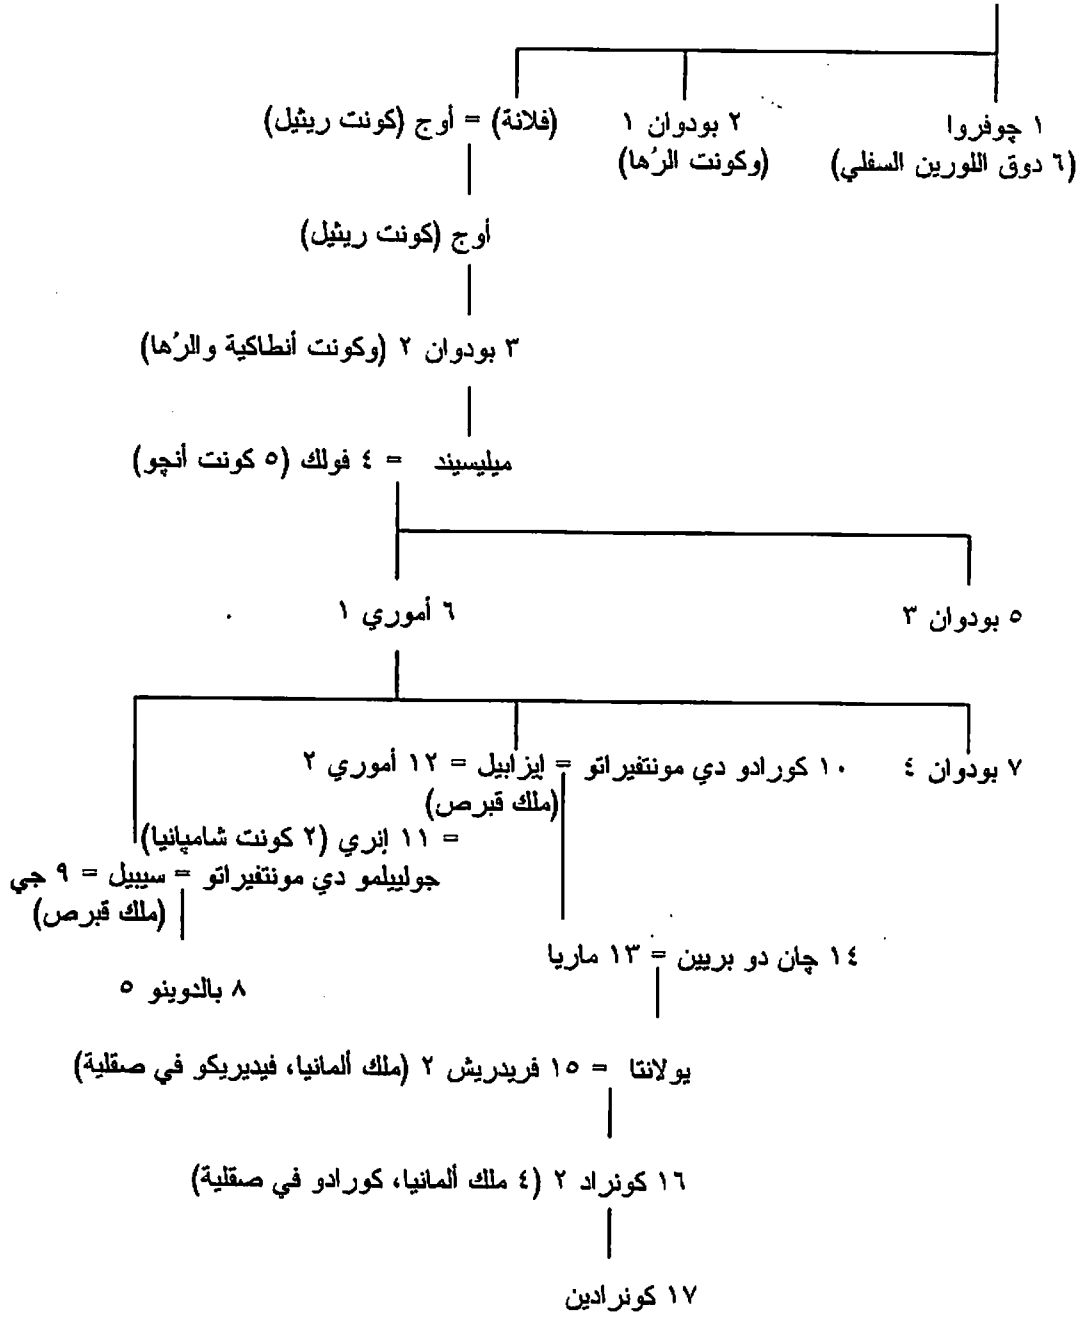 ١ چوفروا
(٦ دوق اللورين السفلي)
٢ بودوان ١
(وكونت الرُها)
(فلانة) = أوج (كونت ريثيل)
أوج (كونت ريثيل)
٣ بودوان ٢ (وكونت أنطاكية والرُها)
ميليسيند = ٤ فولك (٥ كونت أنچو)
٥ بودوان ٣
٦ أموري ١
٧ بودوان ٤
١٠ كورادو دي مونتفيراتو = إيزابيل = ١٢ أموري ٢
(ملك قبرص)
= ١١ إنري (٢ كونت شامپانيا)
جولييلمو دي مونتفيراتو = سيبيل = ٩ جي
(ملك قبرص)
٨ بالدوينو ٥
١٤ چان دو بريين = ١٣ ماريا
يولانتا = ١٥ فريدريش ٢ (ملك ألمانيا، فيديريكو في صقلية)
١٦ كونراد ٢ (٤ ملك ألمانيا، كورادو في صقلية)
١٧ كونرادين